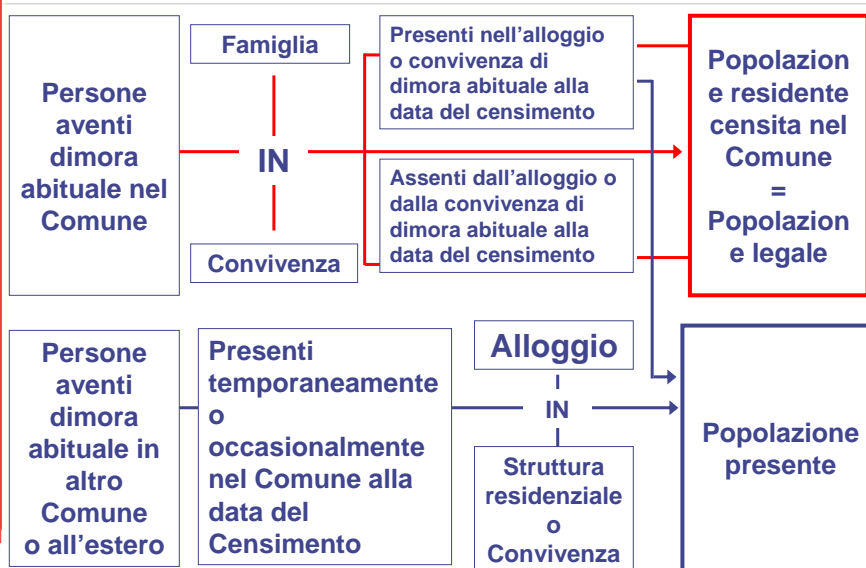 Persone
aventi
dimora
abituale nel
Comune
Famiglia
IN
Convivenza
Presenti nell'alloggio
o convivenza di
dimora abituale alla
data del censimento
Assenti dall'alloggio o
dalla convivenza di
dimora abituale alla
data del censimento
Popolazion
e residente
censita nel
Comune
=
Popolazion
e legale
Persone
aventi
dimora
abituale in
altro
Comune
o all'estero
Presenti
temporaneamente
o
occasionalmente
nel Comune alla
data del
Censimento
Alloggio
IN
Struttura
residenziale
o
Convivenza
Popolazione
presente